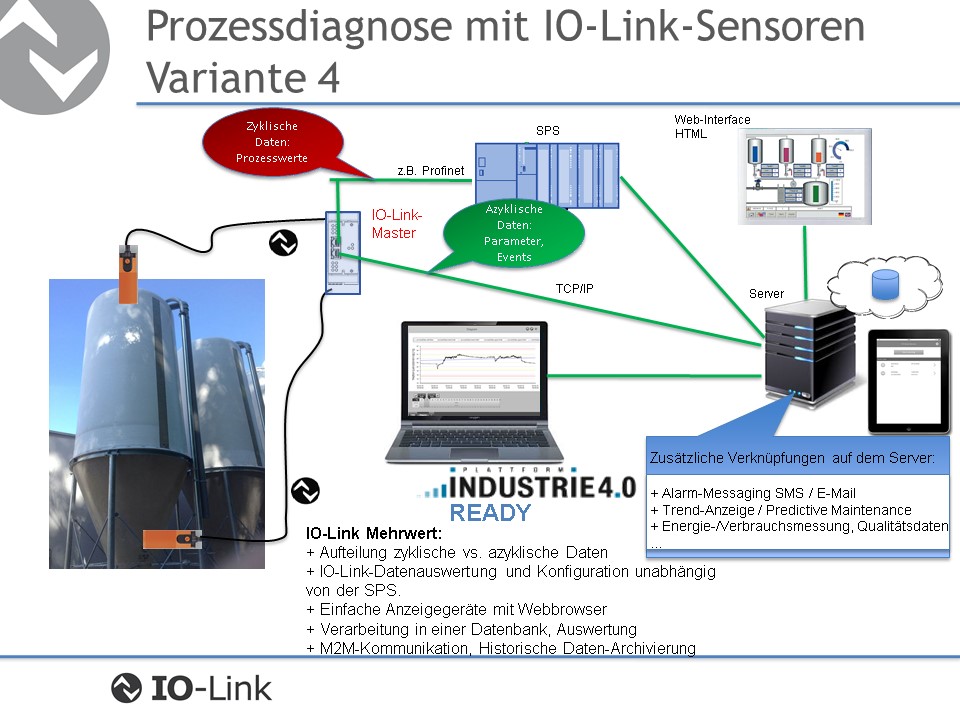 Prozessdiagnose mit IO-Link-Sensoren
Variante 4
Zyklische
Daten:
Prozesswerte
z.B. Profinet
SPS
Web-Interface
HTML
IO-Link-
Master
Azyklische
Daten:
Parameter,
Events
TCP/IP
Server
PLATTFORM
INDUSTRIE4.0
READY
Zusätzliche Verknüpfungen auf dem Server:
+ Alarm-Messaging SMS / E-Mail
+ Trend-Anzeige / Predictive Maintenance
+ Energie-/Verbrauchsmessung, Qualitätsdaten
...
IO-Link Mehrwert:
+ Aufteilung zyklische vs. azyklische Daten
+ IO-Link-Datenauswertung und Konfiguration unabhängig
von der SPS.
+ Einfache Anzeigegeräte mit Webbrowser
+ Verarbeitung in einer Datenbank, Auswertung
+ M2M-Kommunikation, Historische Daten-Archivierung
IO-Link